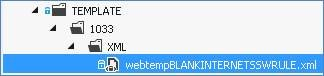 TEMPLATE
1033
XML
webtempBLANKINTERNETSSWRULE.xml